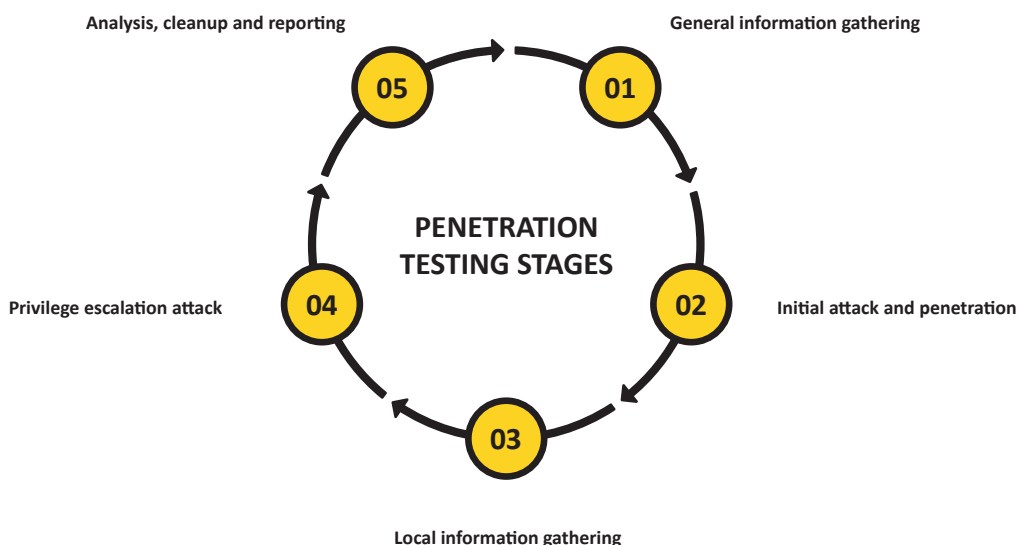 Analysis, cleanup and reporting
General information gathering
05
01
PENETRATION
TESTING STAGES
04
02
Privilege escalation attack
Initial attack and penetration
03
Local information gathering